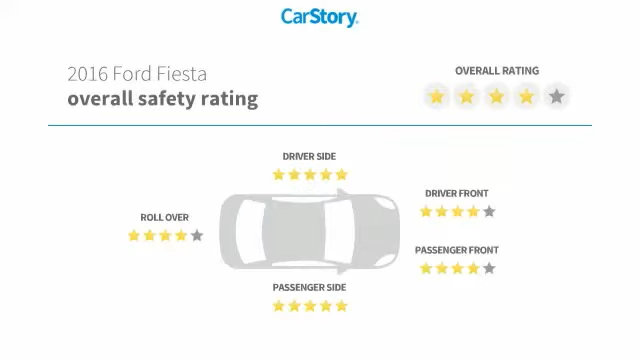 CarStory
2016 Ford Fiesta
overall safety rating
OVERALL RATING
DRIVER SIDE
DRIVER FRONT
ROLL OVER
PASSENGER FRONT
PASSENGER SIDE